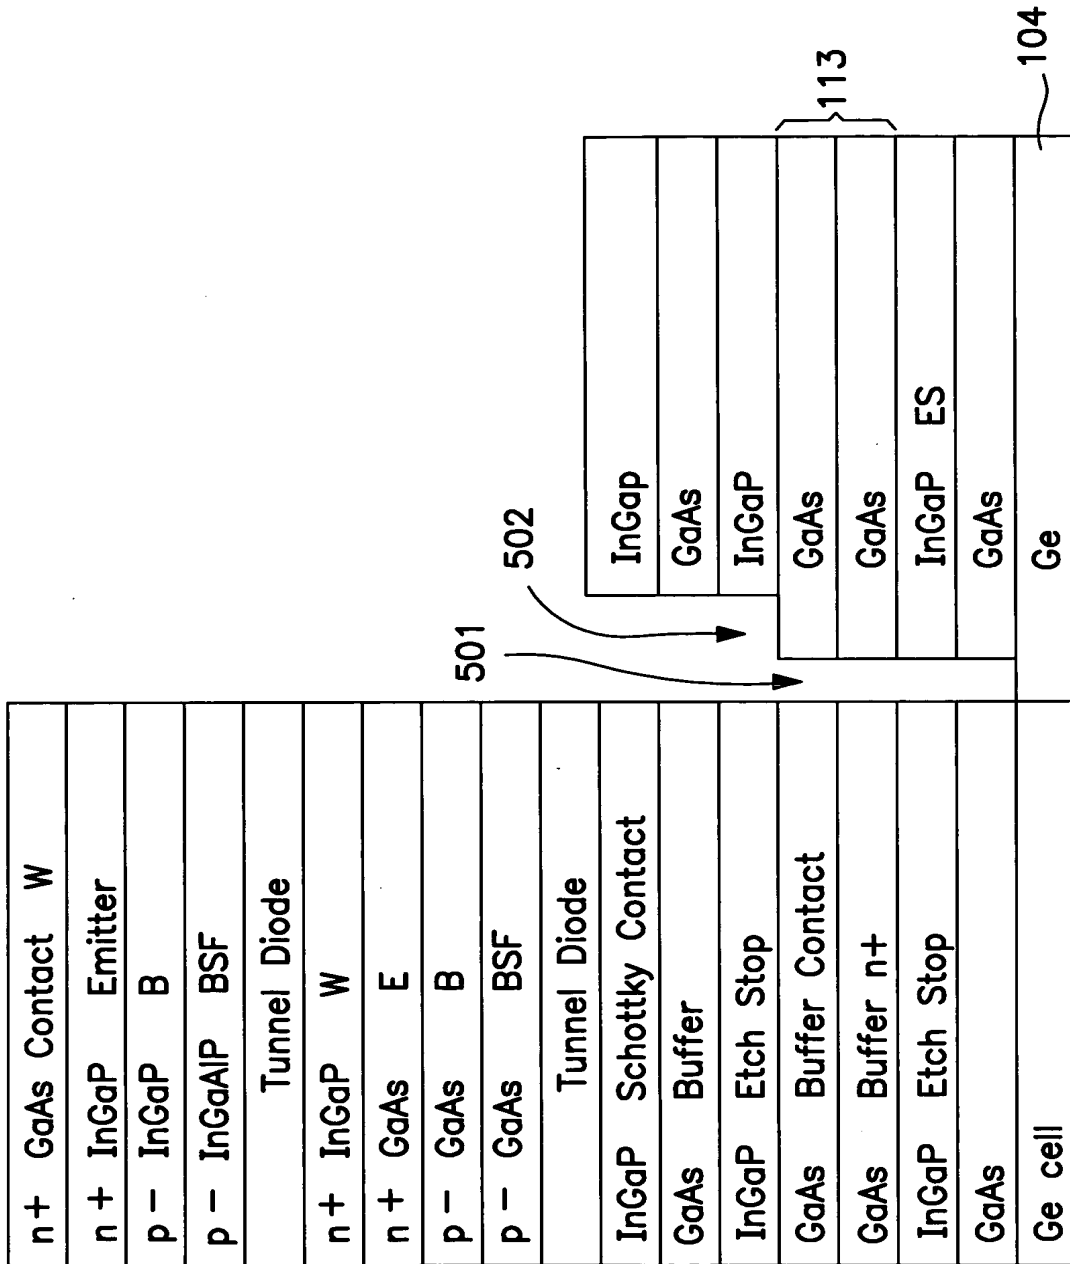 n+ GaAs Contact W
n+ InGaP Emitter
p- InGaP B
p- InGaAlP BSF
Tunnel Diode
n+ InGaP W
n+ GaAs E
p- GaAs B
p- GaAs BSF
Tunnel Diode
InGaP Schottky Contact
GaAs Buffer
InGaP Etch Stop
GaAs Buffer Contact
GaAs Buffer n+
InGaP Etch Stop
GaAs
Ge cell
501
502
InGap
GaAs
InGaP
GaAs
GaAs
InGaP ES
GaAs
Ge
113
104